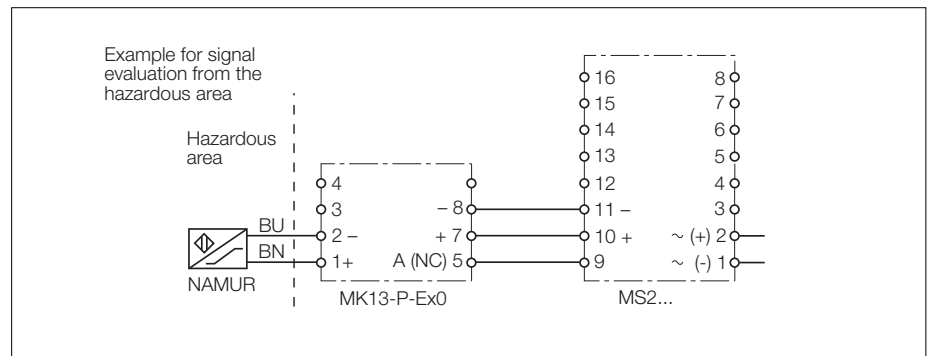 Example for signal
evaluation from the
hazardous area
Hazardous
area
BU
BN
NAMUR
4
3
2 –
1+
– 8
+ 7
A (NC) 5
MK13-P-Ex0
16
15
14
13
12
11 –
10 +
9
8
7
6
5
4
3
~ (+) 2
~ (-) 1
MS2...